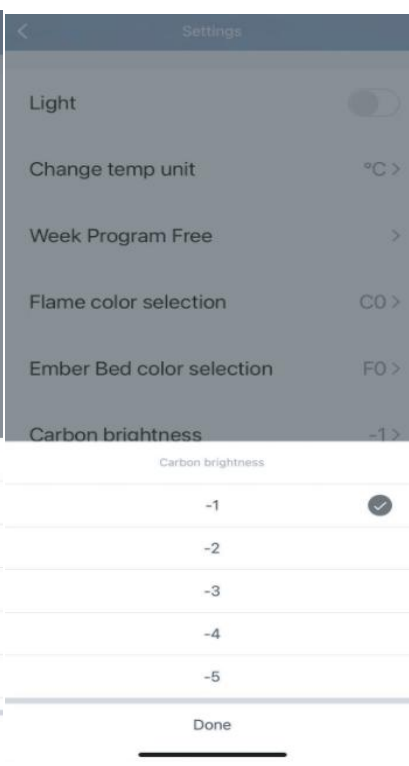 Settings
Light
Change temp unit °C >
Week Program Free >
Flame color selection C0 >
Ember Bed color selection F0 >
Carbon brightness -1 >
Carbon brightness
-1
-2
-3
-4
-5
Done